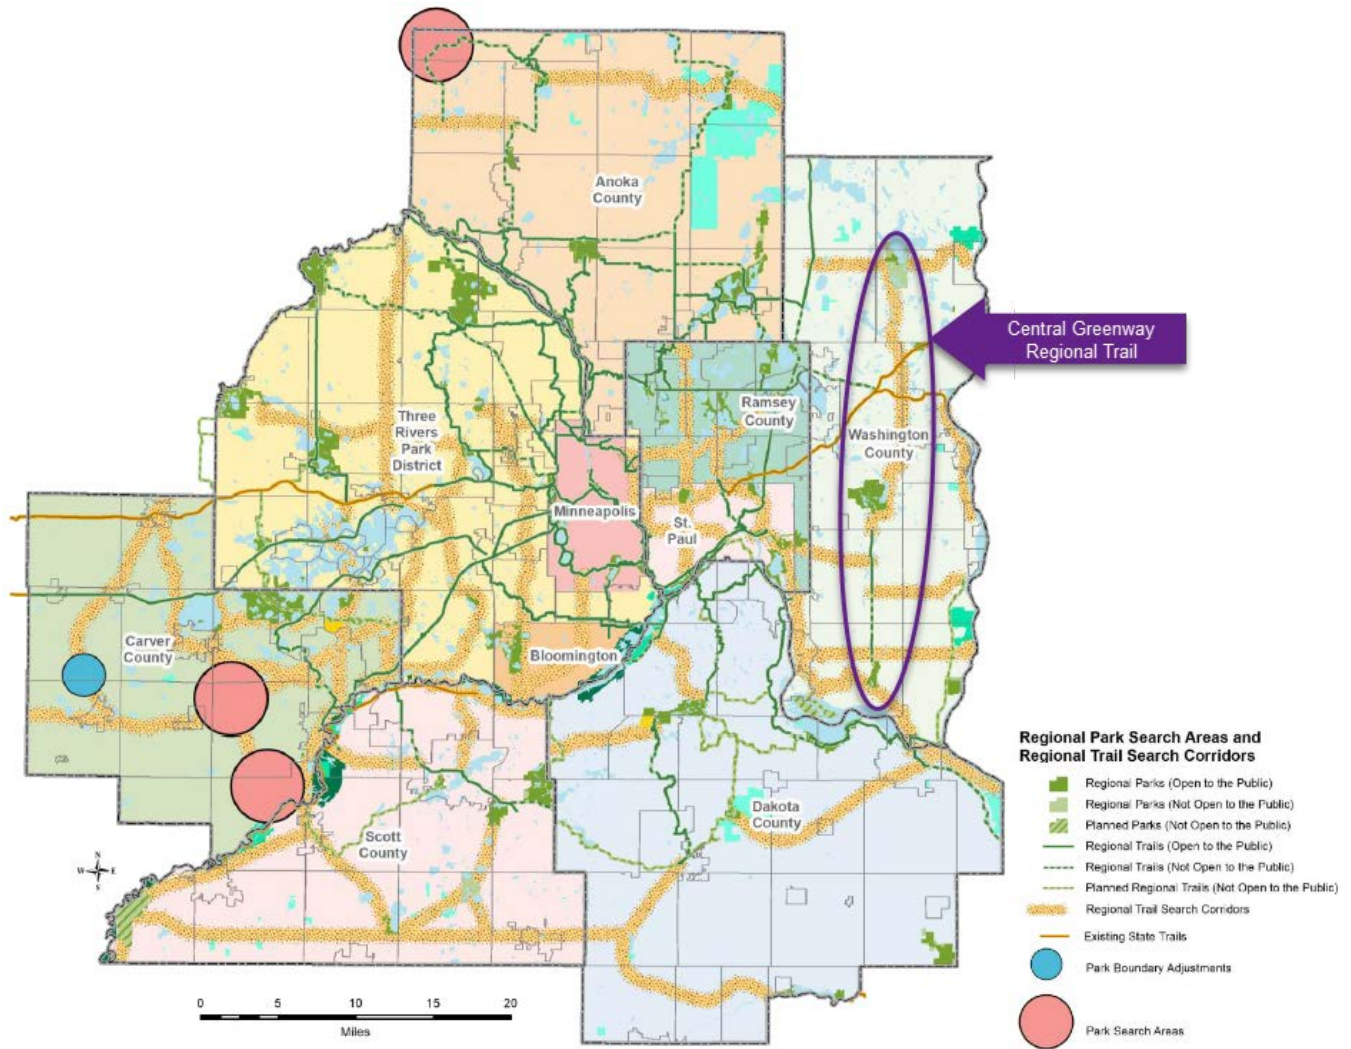 Anoka
County
Central Greenway
Regional Trail
Ramsey
County
Three
Rivers
Park
District
Washington
County
Minneapolis
St.
Paul
Carver
County
Bloomington
Dakota
County
Scott
County
N
W E
S
0 5 10 15 20
Miles
Regional Park Search Areas and
Regional Trail Search Corridors
Regional Parks (Open to the Public)
Regional Parks (Not Open to the Public)
Planned Parks (Not Open to the Public)
Regional Trails (Open to the Public)
Regional Trails (Not Open to the Public)
Planned Regional Trails (Not Open to the Public)
Regional Trail Search Corridors
Existing State Trails
Park Boundary Adjustments
Park Search Areas